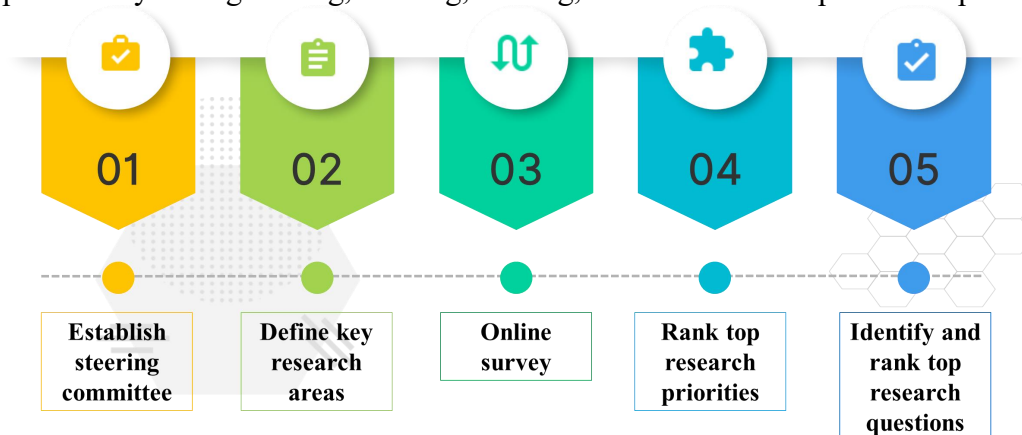 01
02
03
04
05
Establish
steering
committee
Define key
research
areas
Online
survey
Rank top
research
priorities
Identify and
rank top
research
questions